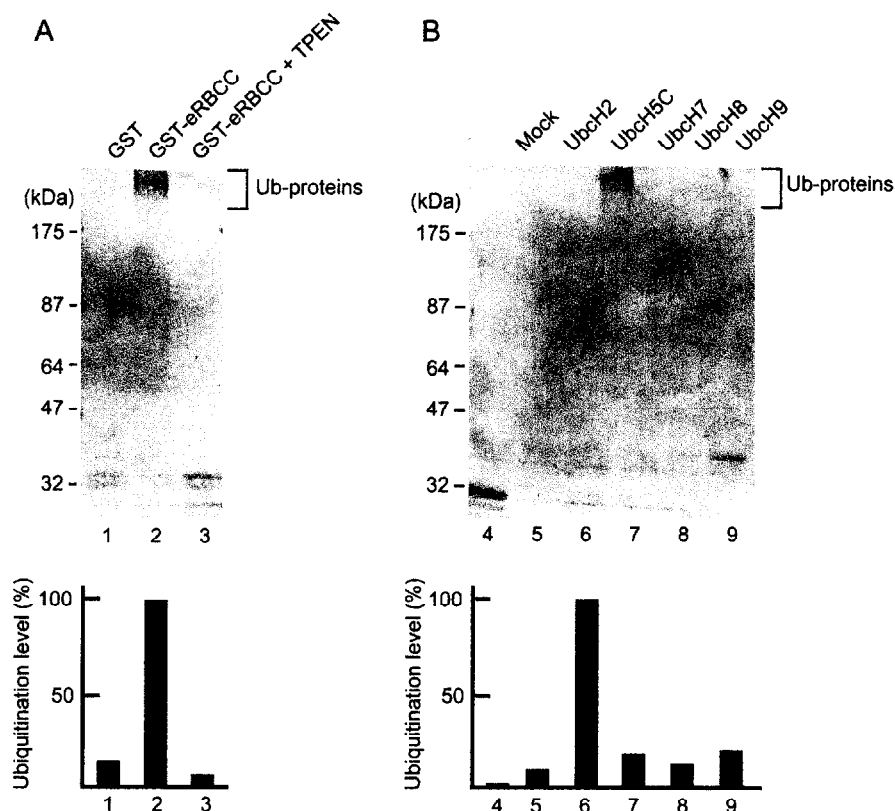 A
GST
GST-eRBCC
GST-eRBCC + TPEN
(kDa)
175
87
64
47
32
Ub-proteins
1 2 3
Ubiquitination level (%)
100
50
1 2 3
B
Mock
UbcH2
UbcH5C
UbcH7
UbcH8
UbcH9
(kDa)
175
87
64
47
32
Ub-proteins
4 5 6 7 8 9
Ubiquitination level (%)
100
50
4 5 6 7 8 9